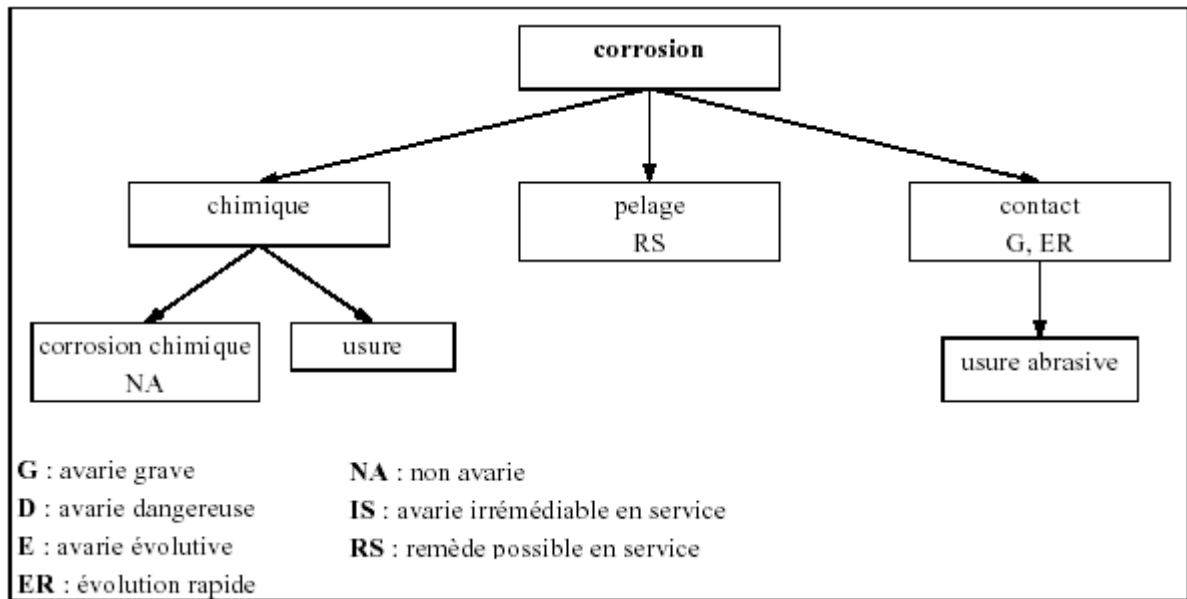 corrosion
chimique
pelage
RS
contact
G, ER
corrosion chimique
NA
usure
usure abrasive
G : avarie grave
D : avarie dangereuse
E : avarie évolutive
ER : évolution rapide
NA : non avarie
IS : avarie irrémédiable en service
RS : remède possible en service